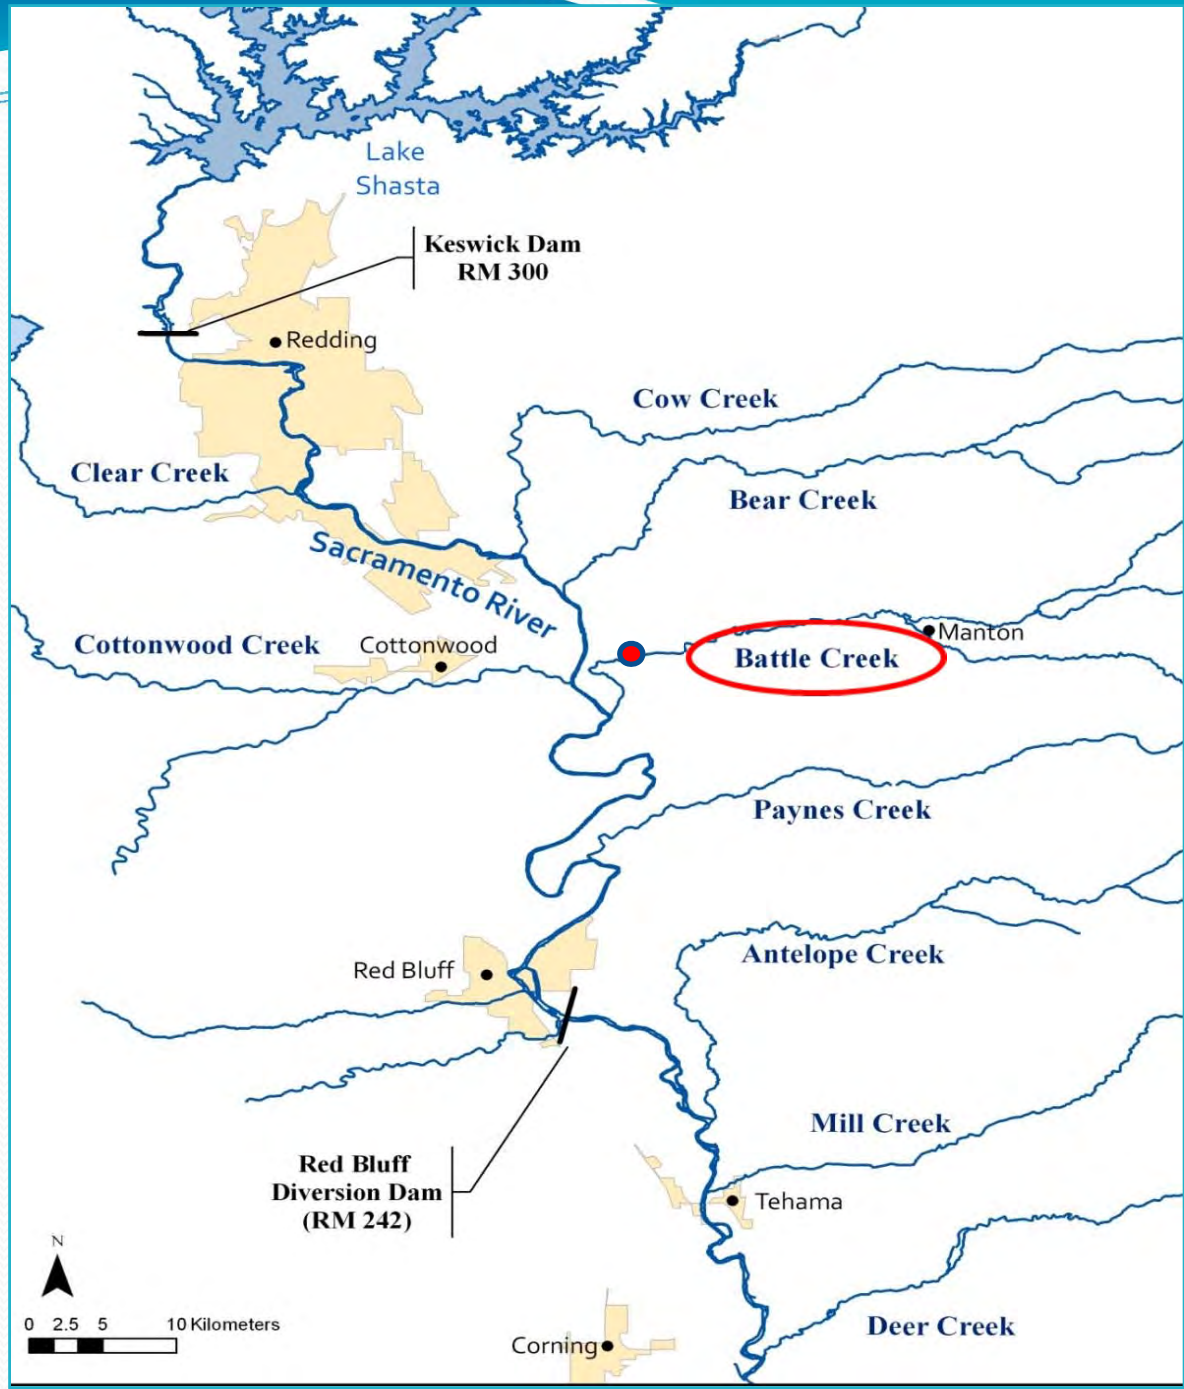 Lake
Shasta
Keswick Dam
RM 300
Redding
Cow Creek
Clear Creek
Bear Creek
Sacramento River
Cottonwood Creek
Cottonwood
Manton
Battle Creek
Paynes Creek
Antelope Creek
Red Bluff
Mill Creek
Red Bluff
Diversion Dam
(RM 242)
Tehama
N
0 2.5 5 10 Kilometers
Deer Creek
Corning